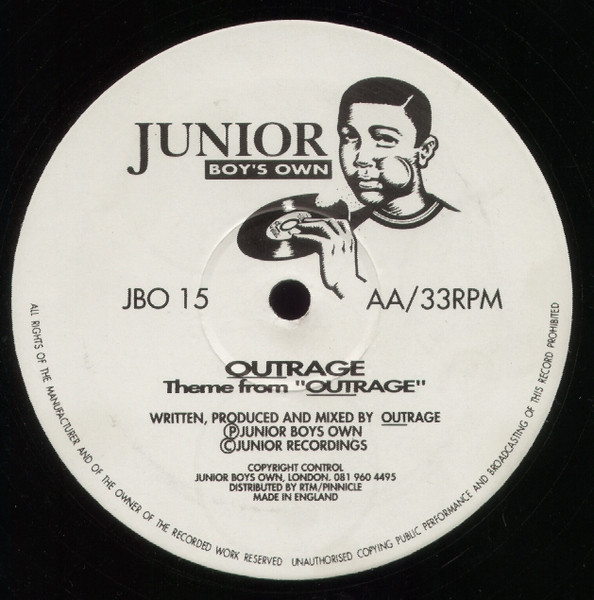 JUNIOR
BOY'S OWN
JBO 15
AA/33RPM
OUTRAGE
Theme from "OUTRAGE"
WRITTEN, PRODUCED AND MIXED BY OUTRAGE
ⓅJUNIOR BOYS OWN
ⒸJUNIOR RECORDINGS
COPYRIGHT CONTROL
JUNIOR BOYS OWN, LONDON. 081 960 4495
DISTRIBUTED BY RTM/PINNICLE
MADE IN ENGLAND
ALL RIGHTS OF THE MANUFACTURER AND OF THE OWNER OF THE RECORDED WORK RESERVED UNAUTHORISED COPYING PUBLIC PERFORMANCE AND BROADCASTING OF THIS RECORD PROHIBITED